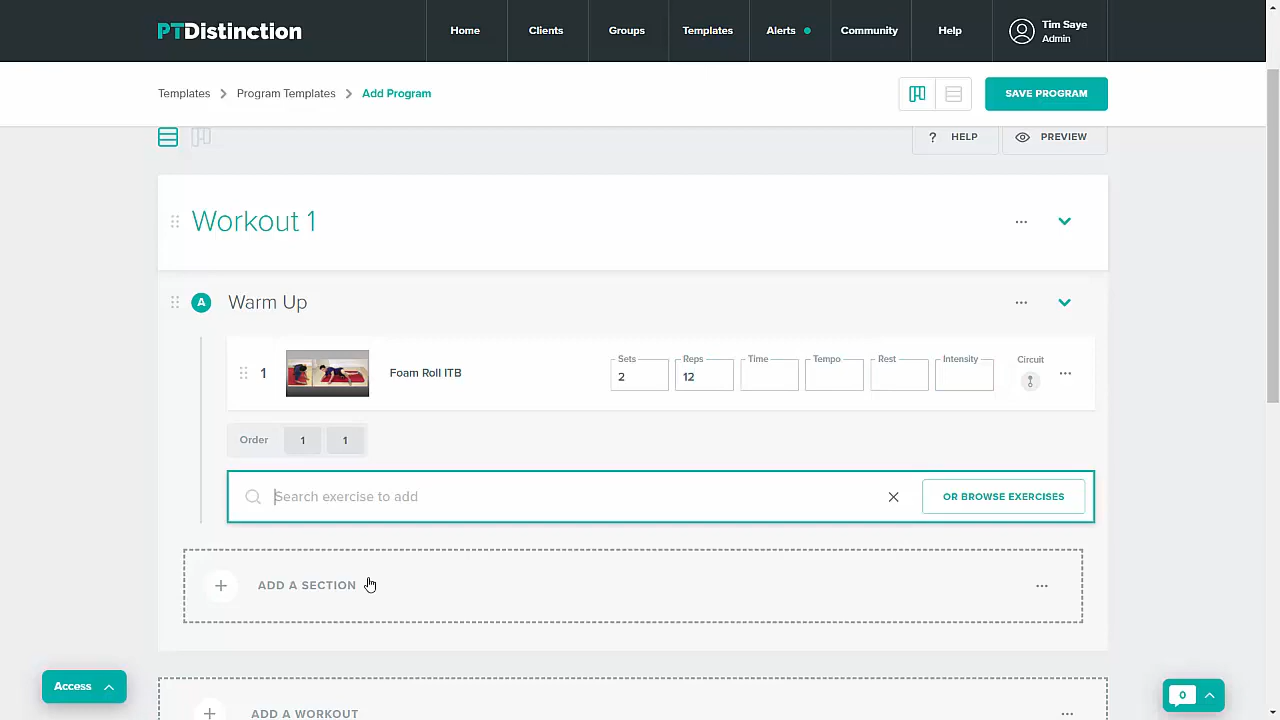 PTDistinction
Home
Clients
Groups
Templates
Alerts
Community
Help
Tim Saye
Admin
Templates
Program Templates
Add Program
SAVE PROGRAM
? HELP
PREVIEW
Workout 1
A
Warm Up
1
Foam Roll ITB
Sets
2
Reps
12
Time
Tempo
Rest
Intensity
Circuit
Order
1
1
Search exercise to add
OR BROWSE EXERCISES
ADD A SECTION
ADD A WORKOUT
Access
0